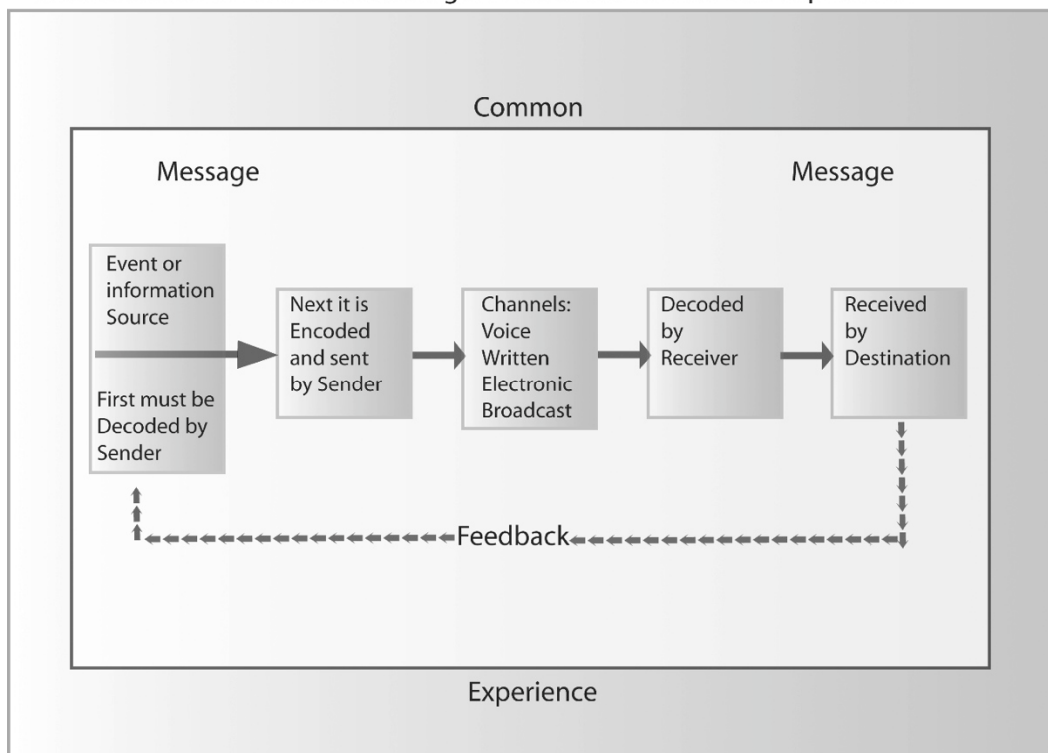 Common
Message
Message
Event or
information
Source
First must be
Decoded by
Sender
Next it is
Encoded
and sent
by Sender
Channels:
Voice
Written
Electronic
Broadcast
Decoded
by
Receiver
Received
by
Destination
Feedback
Experience